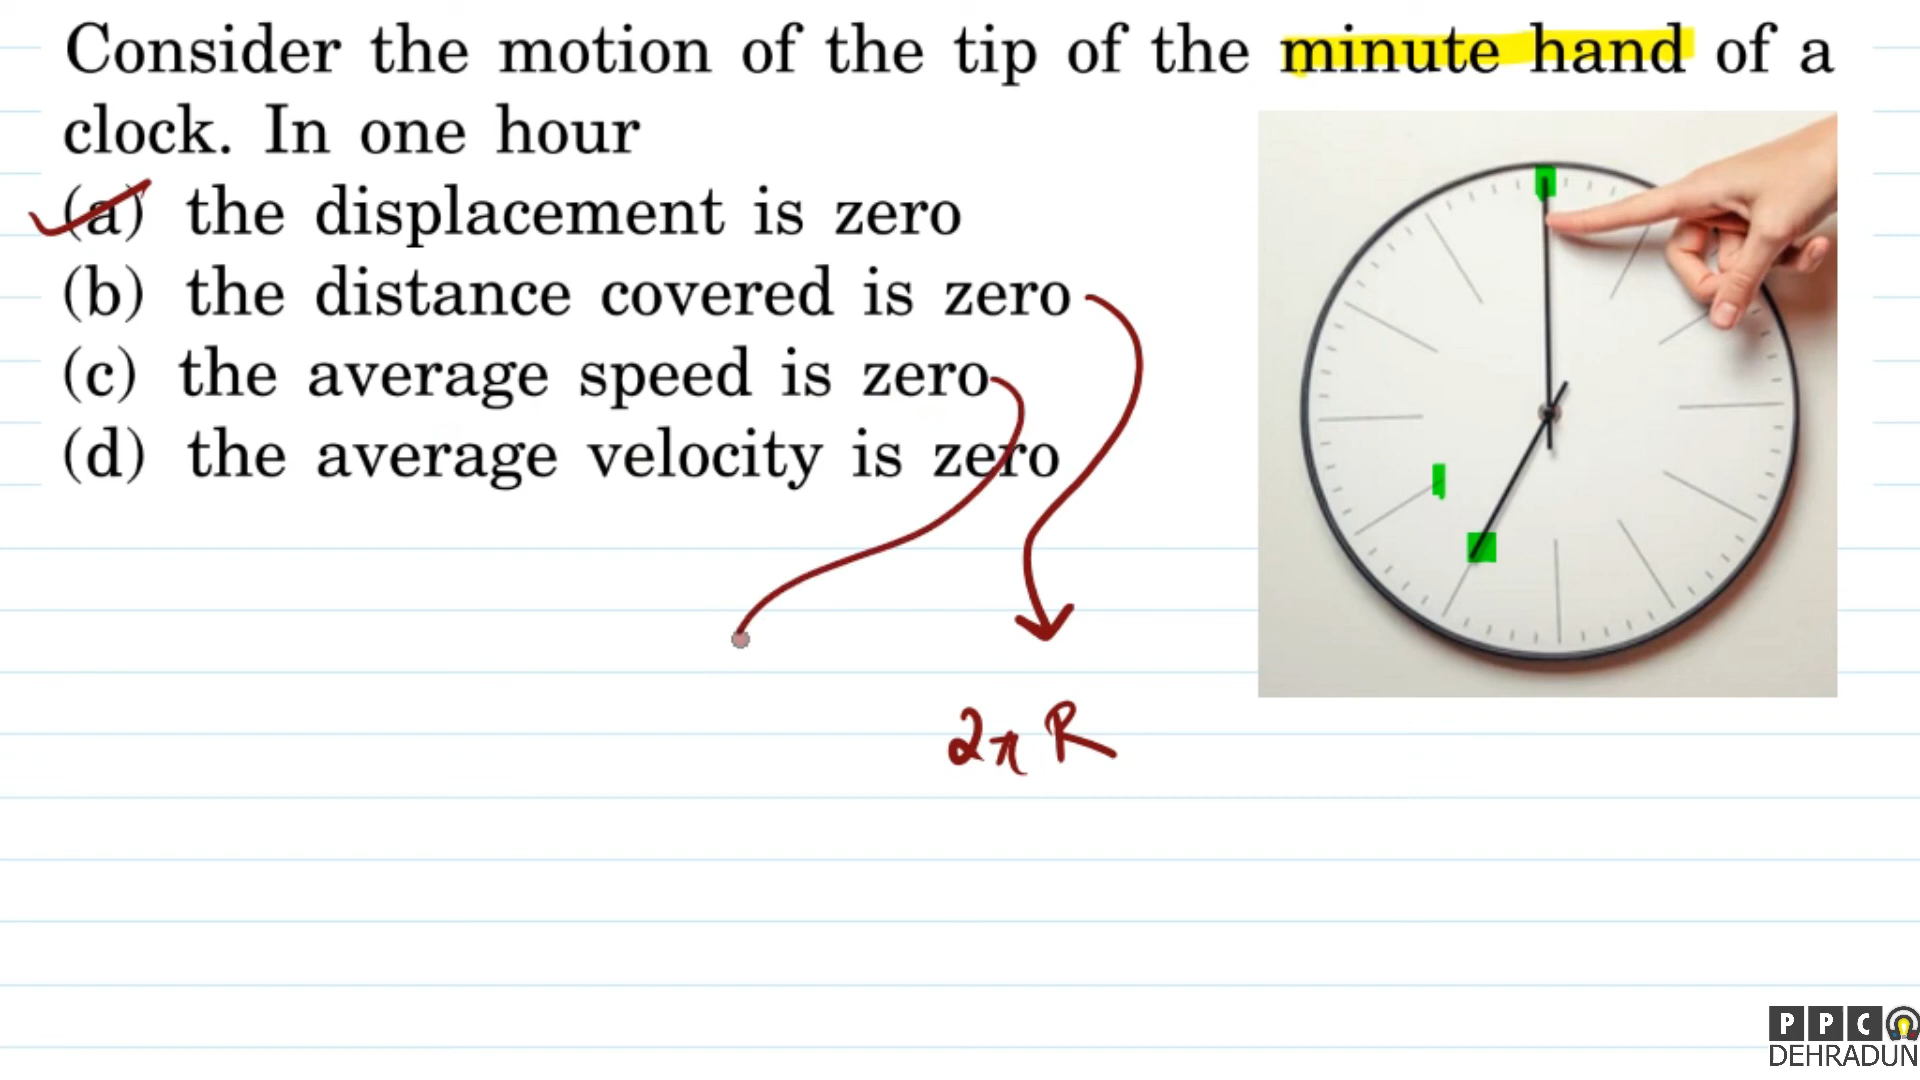 Consider the motion of the tip of the minute hand of a
clock. In one hour
(a) the displacement is zero
(b) the distance covered is zero
(c) the average speed is zero
(d) the average velocity is zero
2π R
PPC
DEHRADUN